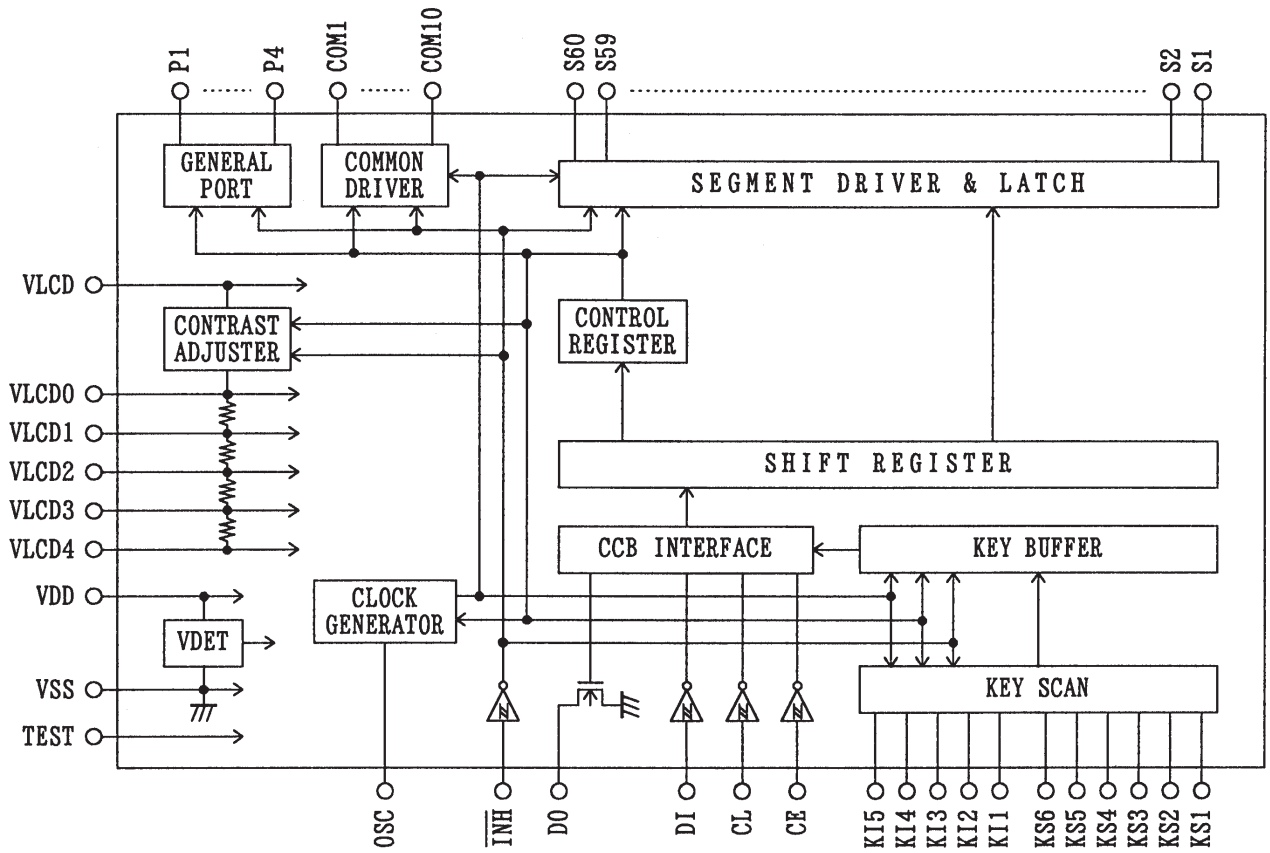 P1
P4
COM1
COM10
S60
S59
S2
S1
GENERAL
PORT
COMMON
DRIVER
SEGMENT DRIVER & LATCH
VLCD
CONTRAST
ADJUSTER
CONTROL
REGISTER
VLCD0
VLCD1
VLCD2
VLCD3
VLCD4
SHIFT REGISTER
CCB INTERFACE
KEY BUFFER
VDD
VDET
CLOCK
GENERATOR
VSS
TEST
KEY SCAN
OSC
INH
DO
DI
CL
CE
KI5
KI4
KI3
KI2
KI1
KS6
KS5
KS4
KS3
KS2
KS1